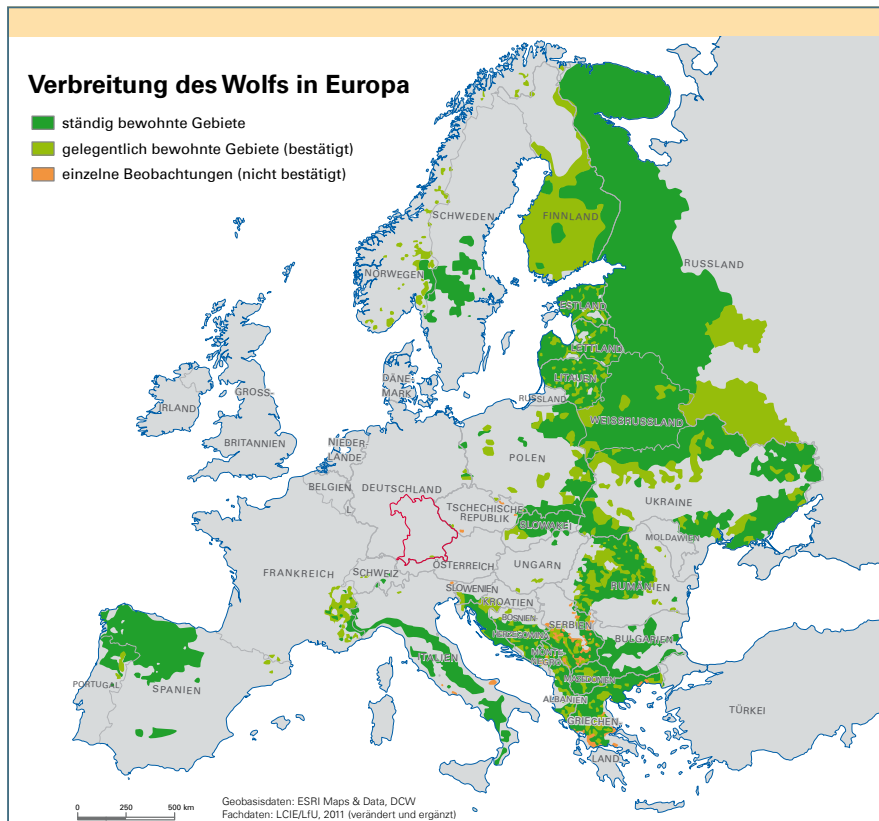 Verbreitung des Wolfs in Europa
ständig bewohnte Gebiete
gelegentlich bewohnte Gebiete (bestätigt)
einzelne Beobachtungen (nicht bestätigt)
SCHWEDEN
FINNLAND
NORWEGEN
RUSSLAND
ESTLAND
LETTLAND
LITAUEN
RUSSLAND
DÄNE-
MARK
IRLAND
GROSS-
BRITANNIEN
WEISSRUSSLAND
NIEDER-
LANDE
POLEN
BELGIEN
DEUTSCHLAND
L.
UKRAINE
TSCHECHISCHE
REPUBLIK
SLOWAKEI
MOLDAWIEN
FRANKREICH
SCHWEIZ
ÖSTERREICH
UNGARN
RUMÄNIEN
SLOWENIEN
KROATIEN
BOSNIEN
HERZEGOWINA
SERBIEN
BULGARIEN
MONTE-
NEGRO
ITALIEN
MAZEDONIEN
PORTUGAL
SPANIEN
ALBANIEN
GRIECHEN-
LAND
TÜRKEI
0 250 500 km
Geobasisdaten: ESRI Maps & Data, DCW
Fachdaten: LCIE/LfU, 2011 (verändert und ergänzt)